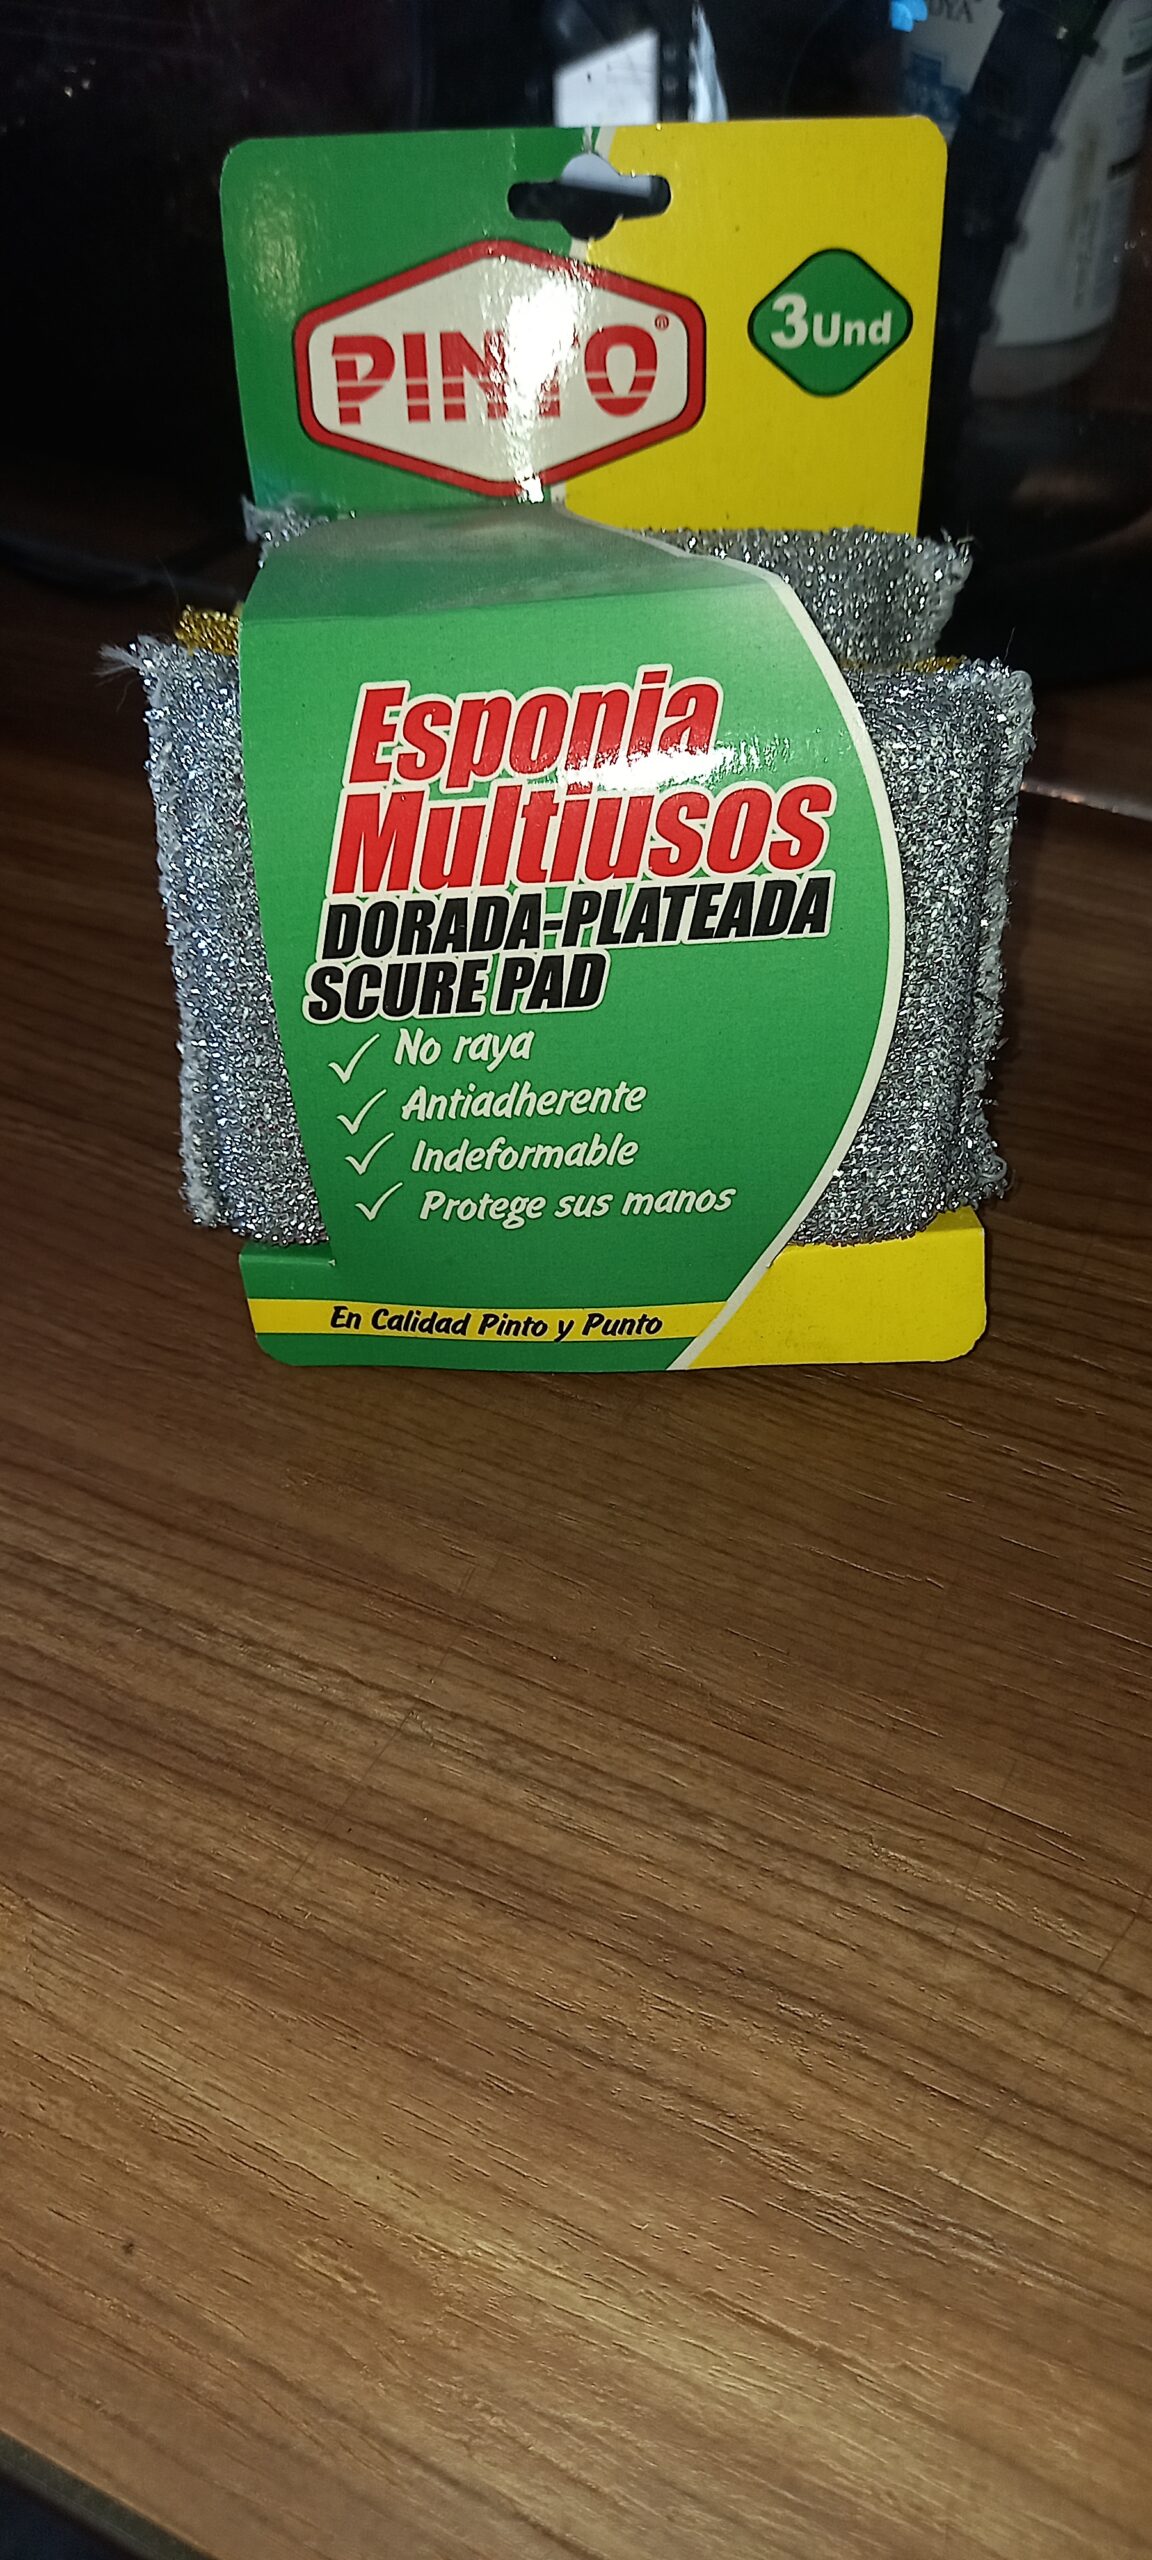 PINTO®
3Und
Esponja
Multiusos
DORADA-PLATEADA
SCURE PAD
No raya
Antiadherente
Indeformable
Protege sus manos
En Calidad Pinto y Punto